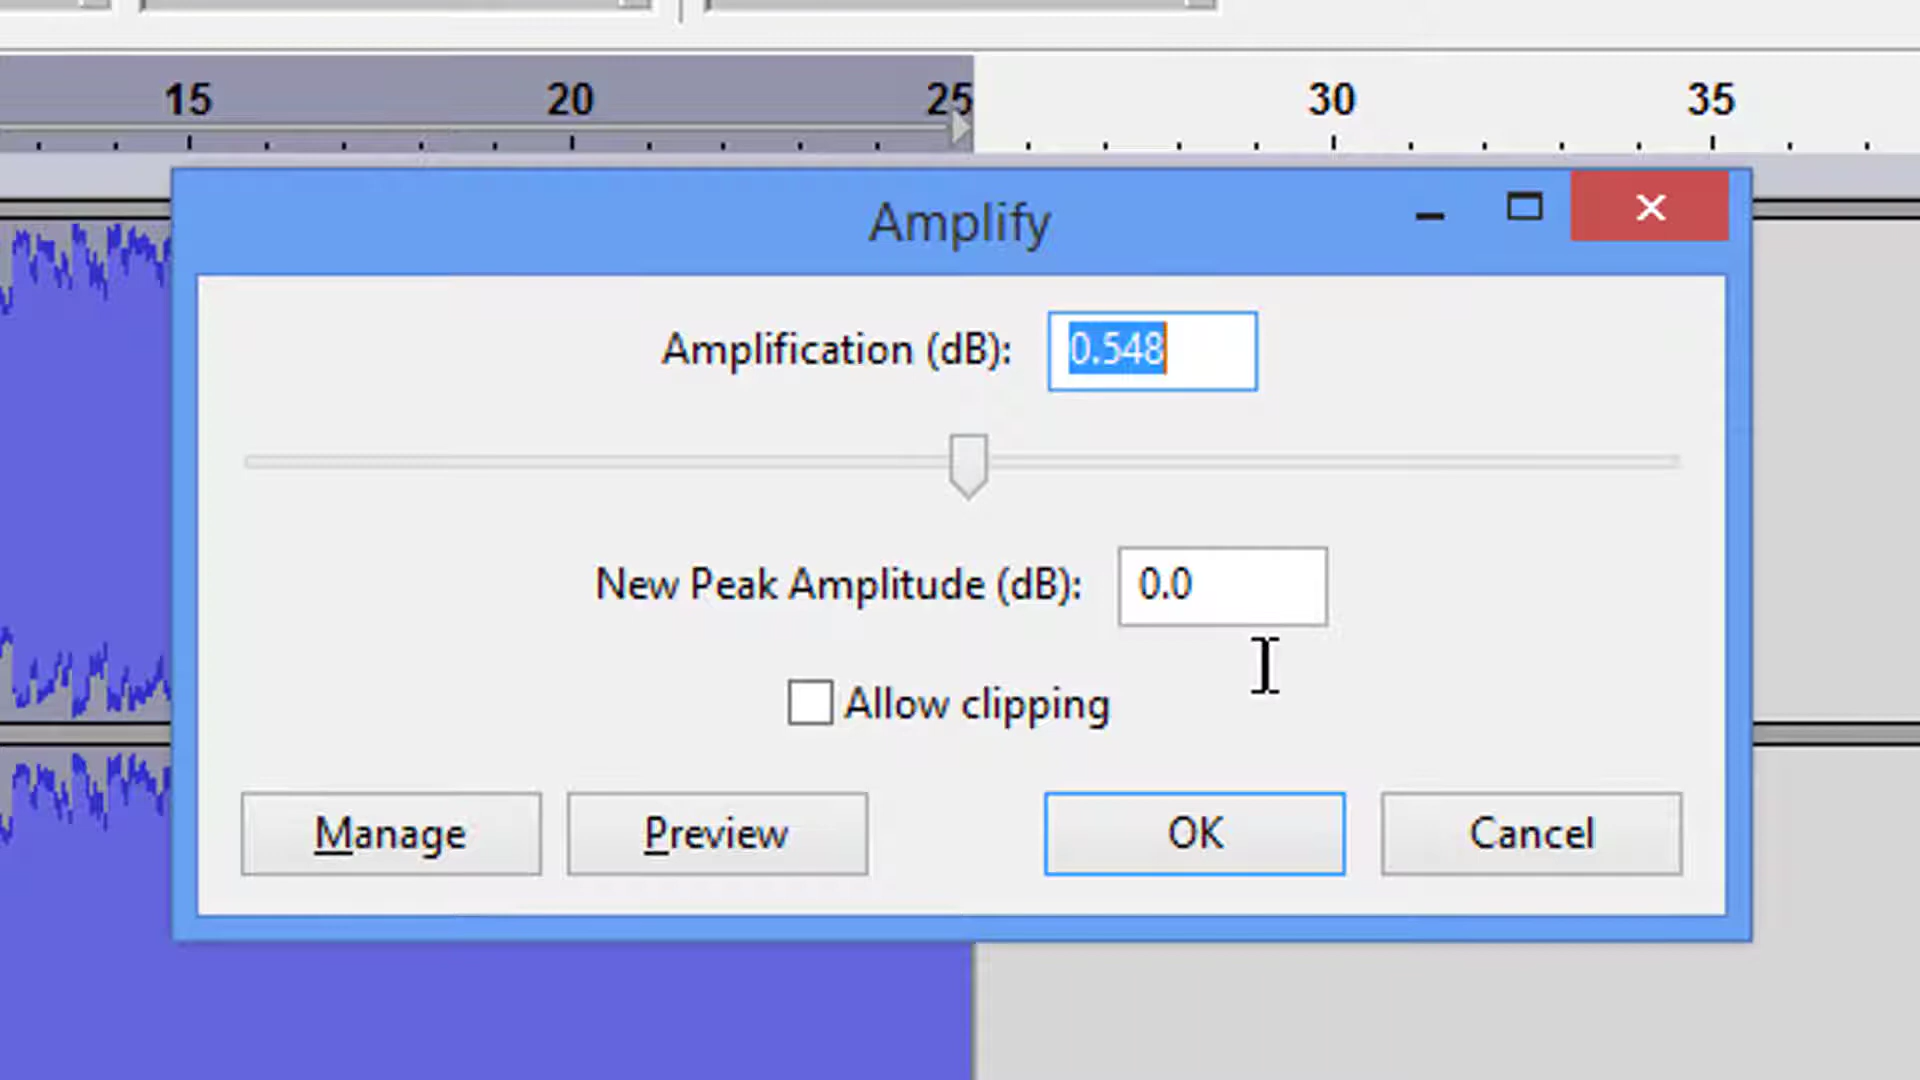 15 20 25 30 35
Amplify
Amplification (dB): 0.548
New Peak Amplitude (dB): 0.0
Allow clipping
Manage Preview OK Cancel